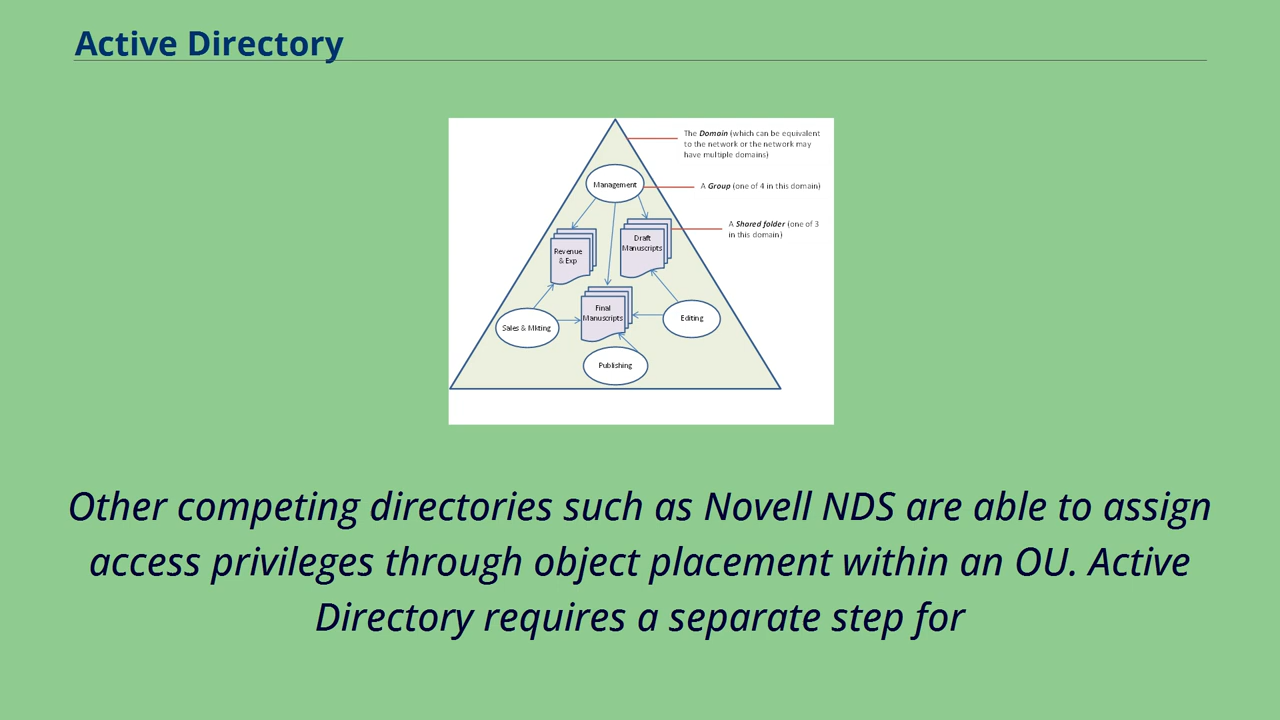 Active Directory
The Domain (which can be equivalent
to the network or the network may
have multiple domains)
Management
A Group (one of 4 in this domain)
A Shared folder (one of 3
in this domain)
Draft
Manuscripts
Revenue
& Exp
Final
Manuscripts
Editing
Sales & Mkting
Publishing
Other competing directories such as Novell NDS are able to assign
access privileges through object placement within an OU. Active
Directory requires a separate step for